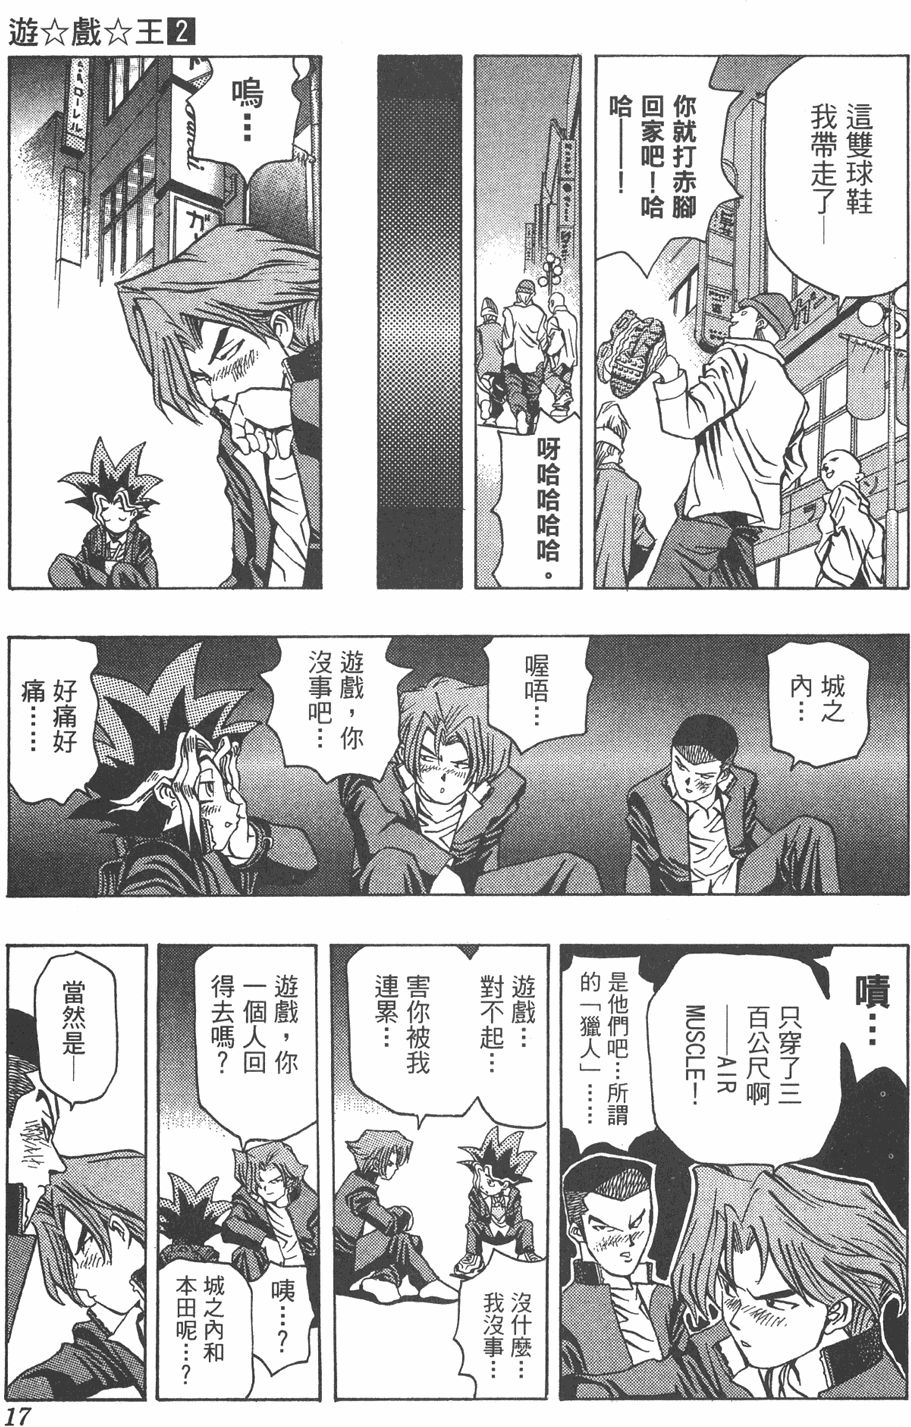 遊☆戲☆王2
這雙球鞋
我帶走了——
你就打赤腳
回家吧！哈
哈——！
呀哈哈哈哈。
嗚…
ローレル
ガ
城之
內…
喔唔…
遊戲，你
沒事吧…
好痛好
痛……
嘖…
只穿了三
百公尺啊
——AIR
MUSCLE！
是他們吧…所謂
的「獵人」……
遊戲…
對不起…
害你被我
連累…
沒什麼…
我沒事…
遊戲，你
一個人回
得去嗎？
咦…？
城之內和
本田呢…？
當然是—
17